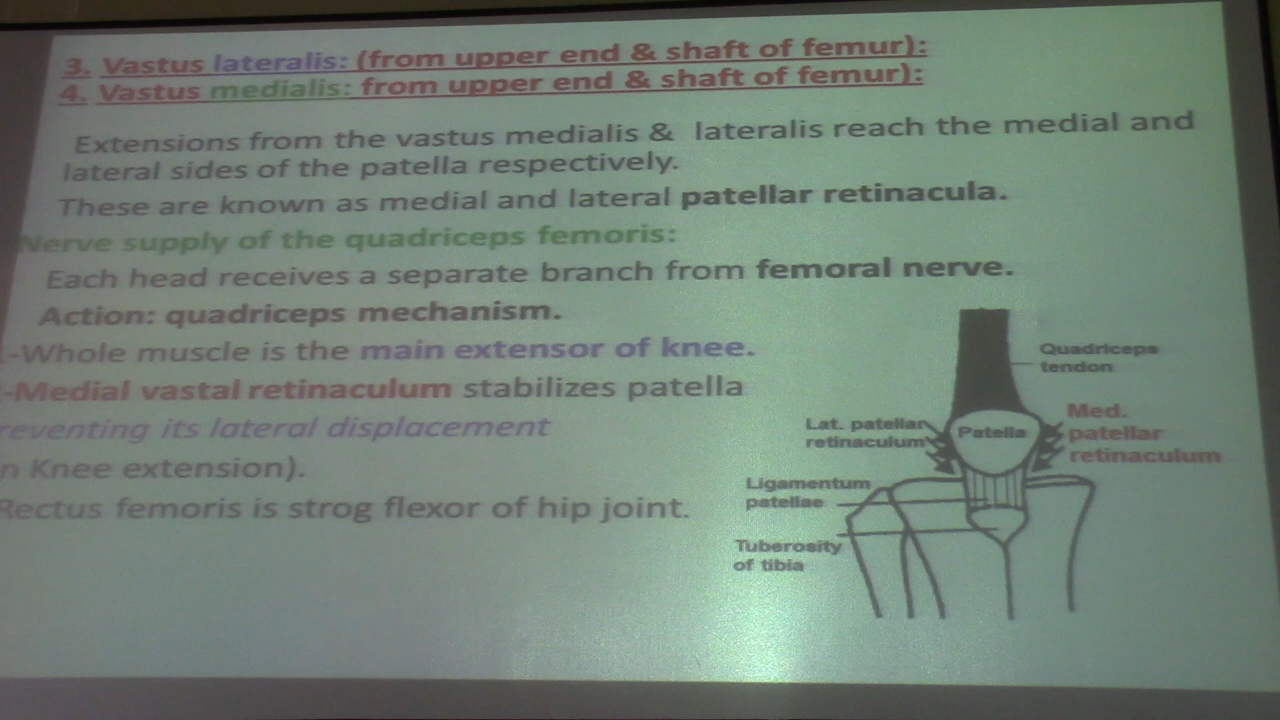 3. Vastus lateralis: (from upper end & shaft of femur):
4. Vastus medialis: from upper end & shaft of femur):
Extensions from the vastus medialis & lateralis reach the medial and
lateral sides of the patella respectively.
These are known as medial and lateral patellar retinacula.
Nerve supply of the quadriceps femoris:
Each head receives a separate branch from femoral nerve.
Action: quadriceps mechanism.
-Whole muscle is the main extensor of knee.
-Medial vastal retinaculum stabilizes patella
reventing its lateral displacement
n Knee extension).
Rectus femoris is strog flexor of hip joint.
Quadriceps
tendon
Lat. patellar
retinaculum
Patella
Med.
patellar
retinaculum
Ligamentum
patellae
Tuberosity
of tibia